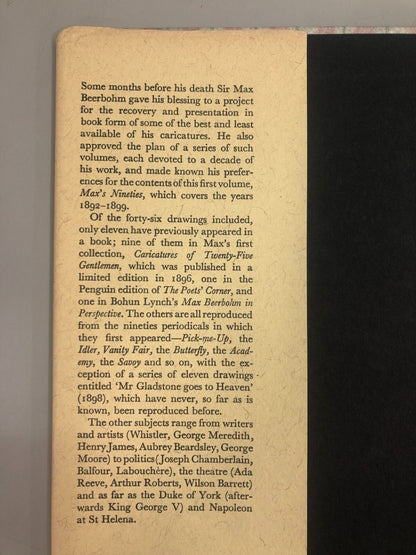 Some months before his death Sir Max
Beerbohm gave his blessing to a project
for the recovery and presentation in
book form of some of the best and least
available of his caricatures. He also
approved the plan of a series of such
volumes, each devoted to a decade of
his work, and made known his prefer-
ences for the contents of this first volume,
Max's Nineties, which covers the years
1892–1899.
Of the forty-six drawings included,
only eleven have previously appeared in
a book; nine of them in Max's first
collection, Caricatures of Twenty-Five
Gentlemen, which was published in a
limited edition in 1896, one in the
Penguin edition of The Poets' Corner, and
one in Bohun Lynch's Max Beerbohm in
Perspective. The others are all reproduced
from the nineties periodicals in which
they first appeared—Pick-me-Up, the
Idler, Vanity Fair, the Butterfly, the Acad-
emy, the Savoy and so on, with the ex-
ception of a series of eleven drawings
entitled 'Mr Gladstone goes to Heaven'
(1898), which have never, so far as is
known, been reproduced before.
The other subjects range from writers
and artists (Whistler, George Meredith,
Henry James, Aubrey Beardsley, George
Moore) to politics (Joseph Chamberlain,
Balfour, Labouchère), the theatre (Ada
Reeve, Arthur Roberts, Wilson Barrett)
and as far as the Duke of York (after-
wards King George V) and Napoleon
at St Helena.